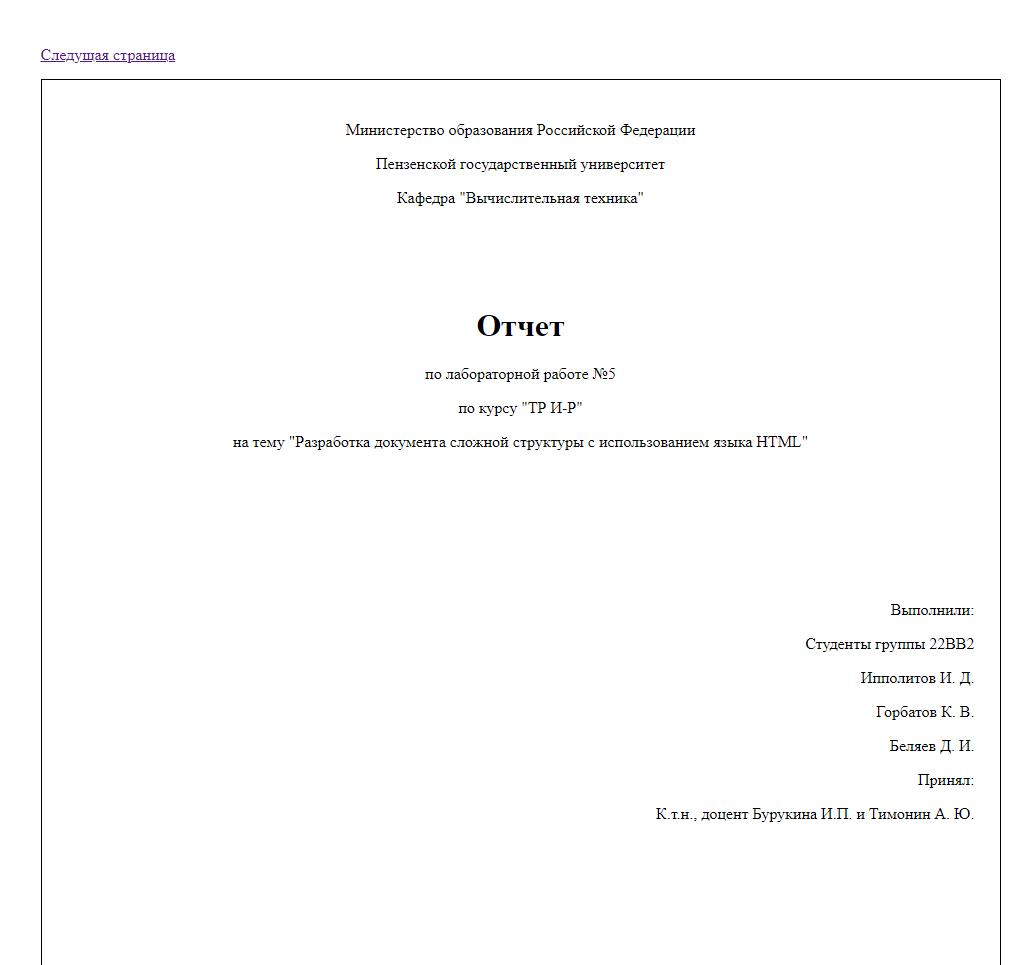 Следущая страница
Министерство образования Российской Федерации
Пензенской государственный университет
Кафедра "Вычислительная техника"
Отчет
по лабораторной работе №5
по курсу "ТР И-Р"
на тему "Разработка документа сложной структуры с использованием языка HTML"
Выполнили:
Студенты группы 22ВВ2
Ипполитов И. Д.
Горбатов К. В.
Беляев Д. И.
Принял:
К.т.н., доцент Бурукина И.П. и Тимонин А. Ю.